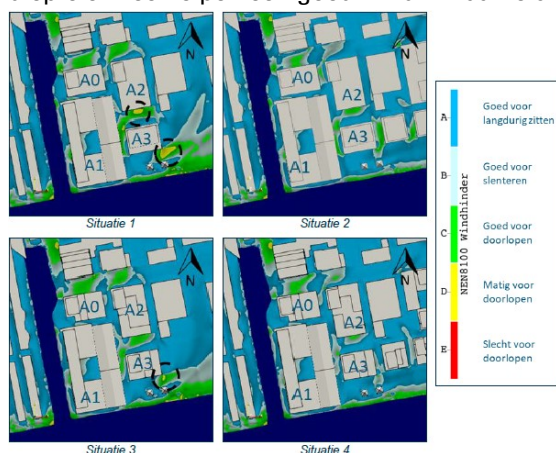 N
A0
A2
A3
A1
Situatie 1
N
A0
A2
A3
A1
Situatie 2
N
A0
A2
A3
A1
Situatie 3
N
A0
A2
A3
A1
Situatie 4
NEN8100 Windhinder
A
Goed voor
langdurig zitten
B
Goed voor
slenteren
C
Goed voor
doorlopen
D
Matig voor
doorlopen
E
Slecht voor
doorlopen